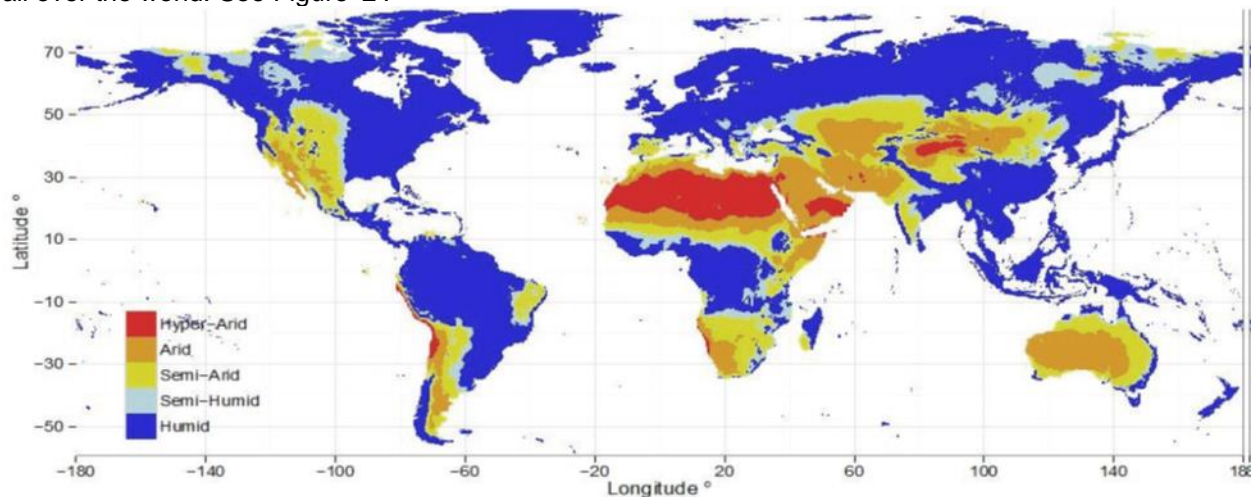 all over the world. See Figure
70
50
30
10
−10
−30
−50
Latitude °
Hyper−Arid
Arid
Semi−Arid
Semi−Humid
Humid
−180 −140 −100 −60 −20 20 60 100 140
Longitude °